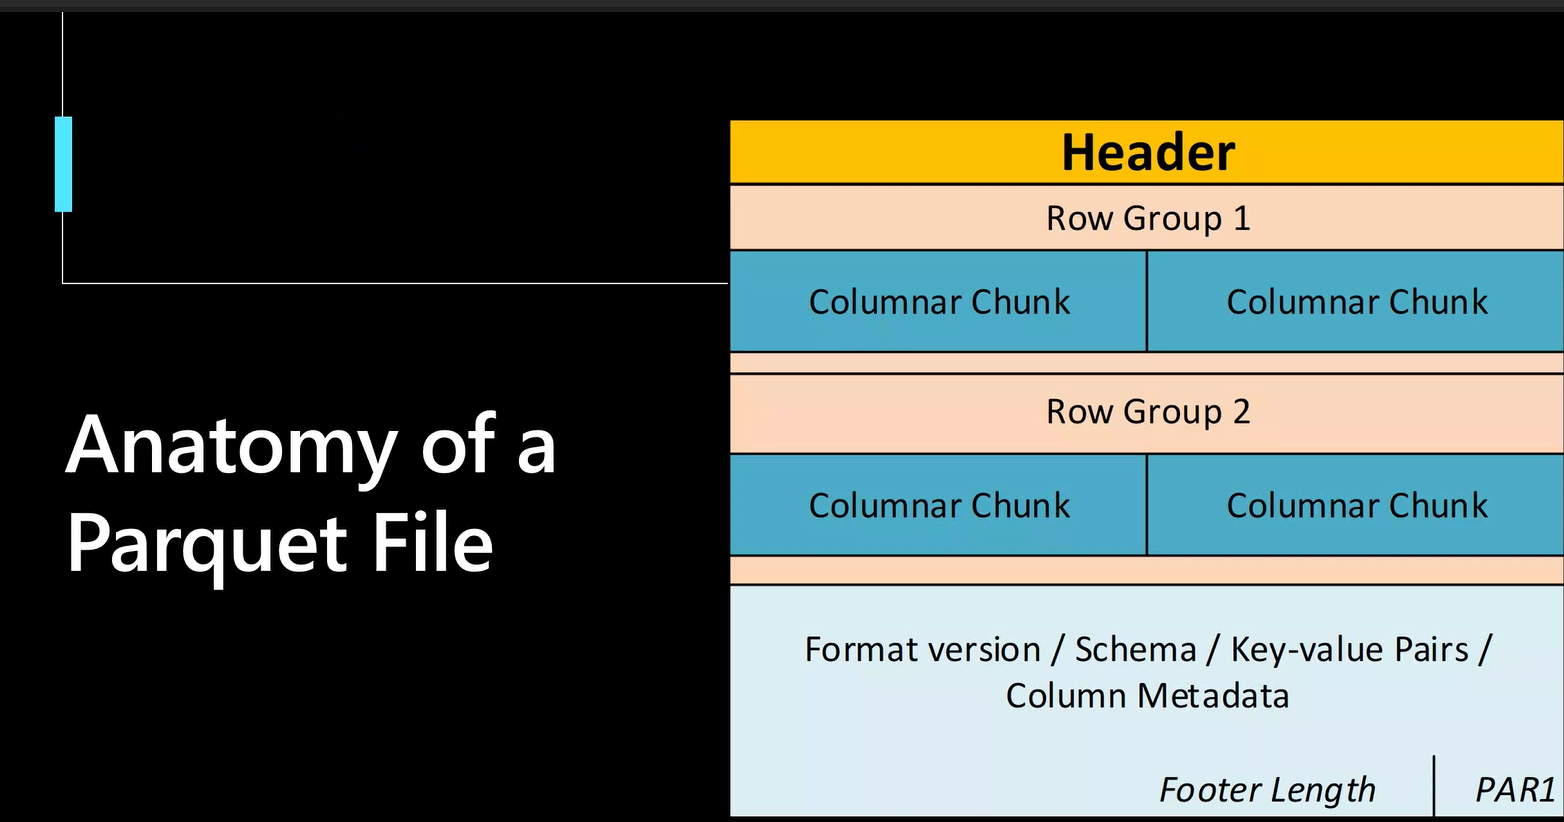 Anatomy of a
Parquet File
Header
Row Group 1
Columnar Chunk Columnar Chunk
Row Group 2
Columnar Chunk Columnar Chunk
Format version / Schema / Key-value Pairs /
Column Metadata
Footer Length PAR1